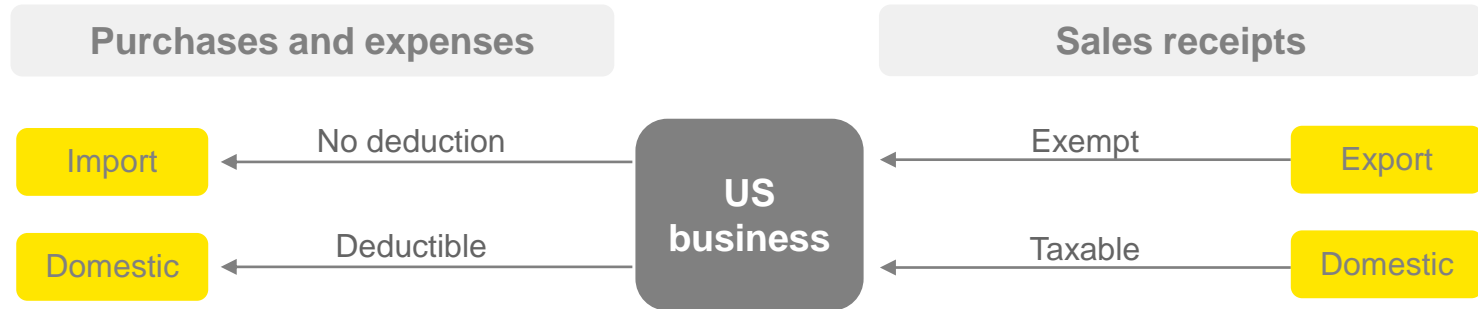 Purchases and expenses
Sales receipts
Import
No deduction
US
business
Exempt
Export
Domestic
Deductible
Taxable
Domestic